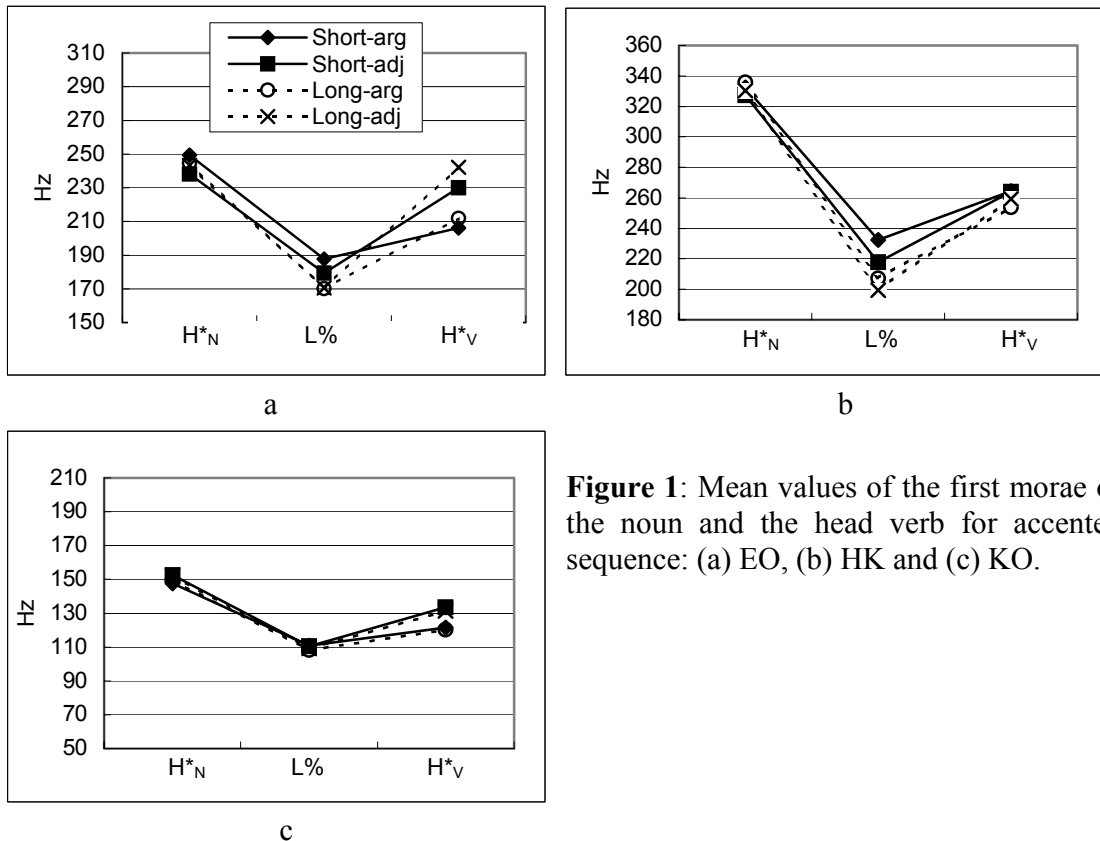 310
290
270
250
230
210
190
170
150
Hz
Short-arg
Short-adj
Long-arg
Long-adj
H*N L% H*V
a
360
340
320
300
280
260
240
220
200
180
Hz
H*N L% H*V
b
210
190
170
150
130
110
90
70
50
Hz
H*N L% H*V
c
Figure 1: Mean values of the first morae
the noun and the head verb for accente
sequence: (a) EO, (b) HK and (c) KO.